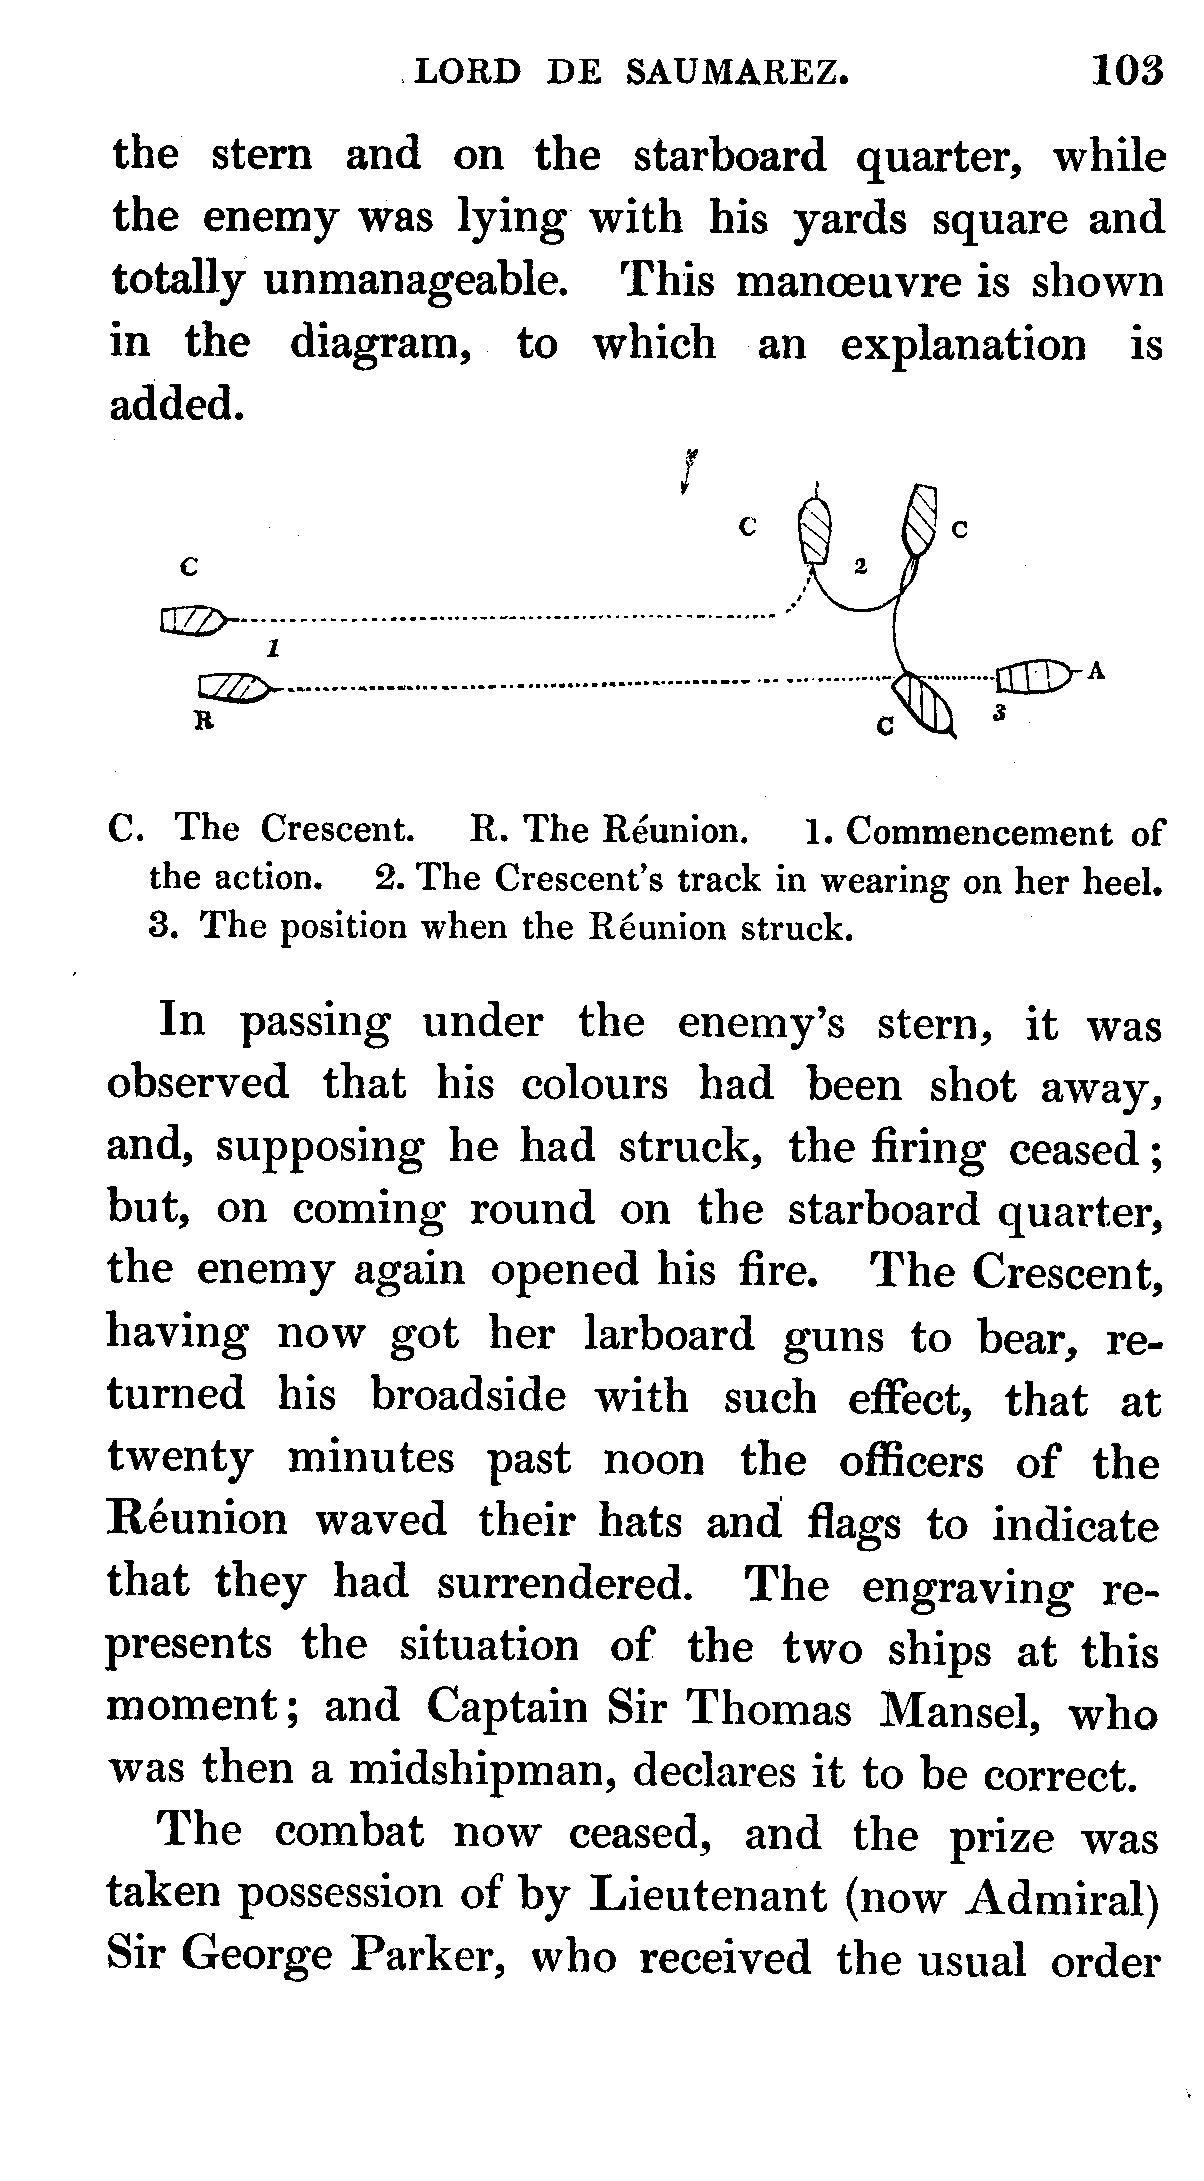 LORD DE SAUMAREZ. 103
the stern and on the starboard quarter, while
the enemy was lying with his yards square and
totally unmanageable. This manœuvre is shown
in the diagram, to which an explanation is
added.
C C
C 2
1
A
R C 3
C. The Crescent. R. The Réunion. 1. Commencement of
the action. 2. The Crescent's track in wearing on her heel.
3. The position when the Réunion struck.
In passing under the enemy's stern, it was
observed that his colours had been shot away,
and, supposing he had struck, the firing ceased;
but, on coming round on the starboard quarter,
the enemy again opened his fire. The Crescent,
having now got her larboard guns to bear, re-
turned his broadside with such effect, that at
twenty minutes past noon the officers of the
Réunion waved their hats and flags to indicate
that they had surrendered. The engraving re-
presents the situation of the two ships at this
moment; and Captain Sir Thomas Mansel, who
was then a midshipman, declares it to be correct.
The combat now ceased, and the prize was
taken possession of by Lieutenant (now Admiral)
Sir George Parker, who received the usual order